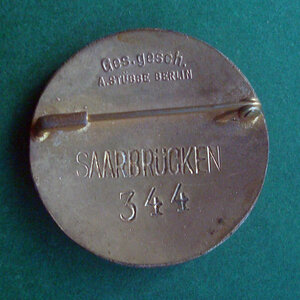 Ges.gesch.
A.STÜBBE BERLIN
SAARBRÜCKEN
344